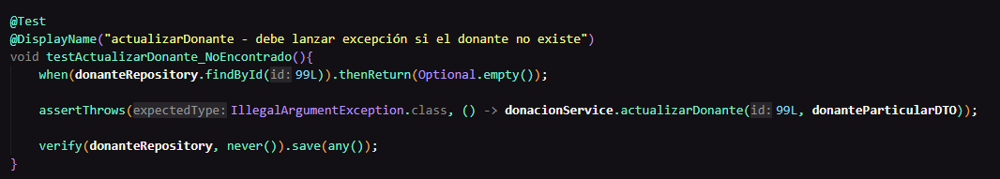 @Test
@DisplayName("actualizarDonante - debe lanzar excepción si el donante no existe")
void testActualizarDonante_NoEncontrado(){
when(donanteRepository.findById(id: 99L)).thenReturn(Optional.empty());
assertThrows(expectedType: IllegalArgumentException.class, () -> donacionService.actualizarDonante(id: 99L, donanteParticularDTO));
verify(donanteRepository, never()).save(any());
}